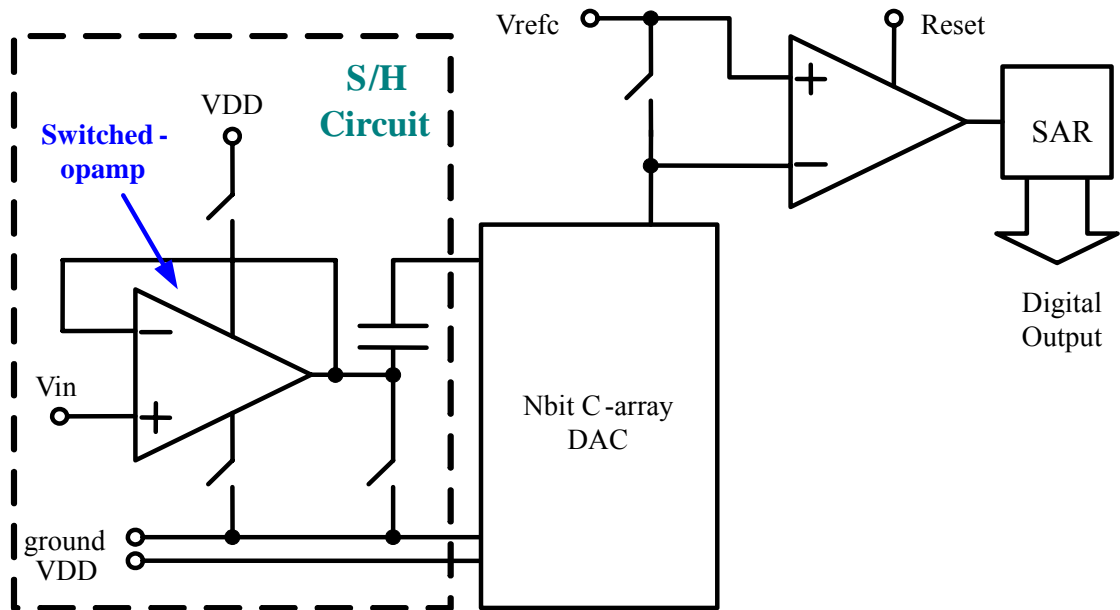 Vrefc
Reset
S/H
Circuit
VDD
Switched -
opamp
+
−
SAR
−
+
Vin
Digital
Output
Nbit C -array
DAC
ground
VDD